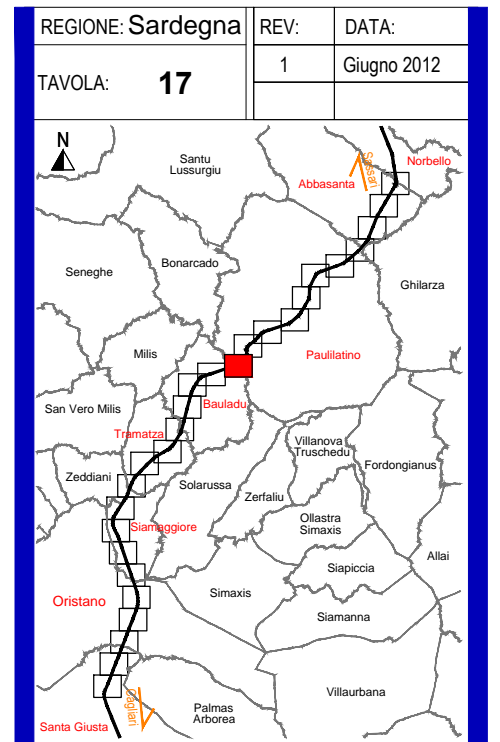 REGIONE: Sardegna
REV:
DATA:
TAVOLA: 17
1
Giugno 2012
N
Santu
Lussurgiu
Sassari
Norbello
Abbasanta
Seneghe
Bonarcado
Ghilarza
Milis
Paulilatino
San Vero Milis
Bauladu
Tramatza
Villanova
Truschedu
Zeddiani
Solarussa
Fordongianus
Zerfaliu
Siamaggiore
Ollastra
Simaxis
Allai
Siapiccia
Oristano
Simaxis
Siamanna
Cagliari
Villaurbana
Palmas
Arborea
Santa Giusta